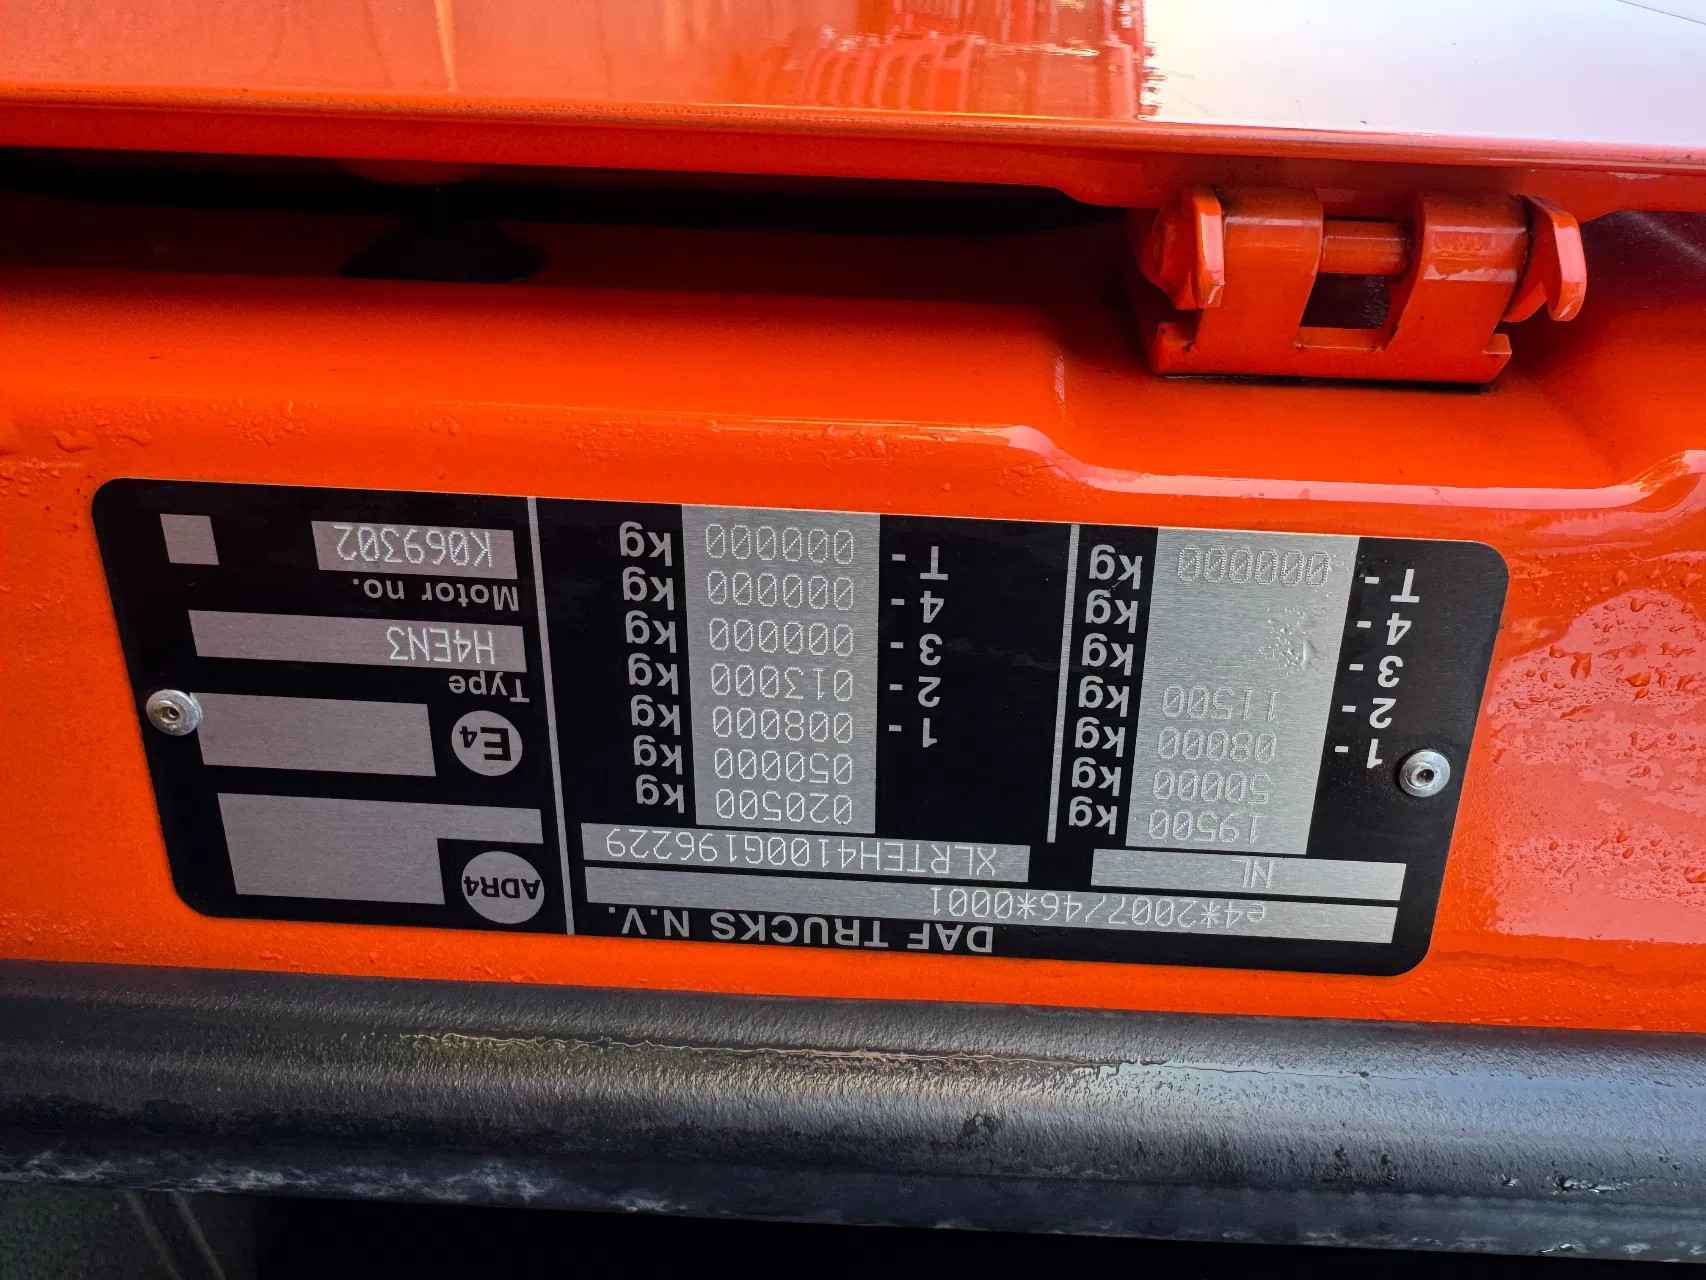 DAF TRUCKS N.V.
e4*2007/46*0001
NL XLRTEH4100G196229
19500 kg 020500 kg
50000 kg 050000 kg
1 - 08000 kg 1 - 008000 kg
2 - 11500 kg 2 - 013000 kg
3 - kg 3 - 000000 kg
4 - kg 4 - 000000 kg
T - 000000 kg T - 000000 kg
ADR4
E4
Type
H4EN3
Motor no.
K069302